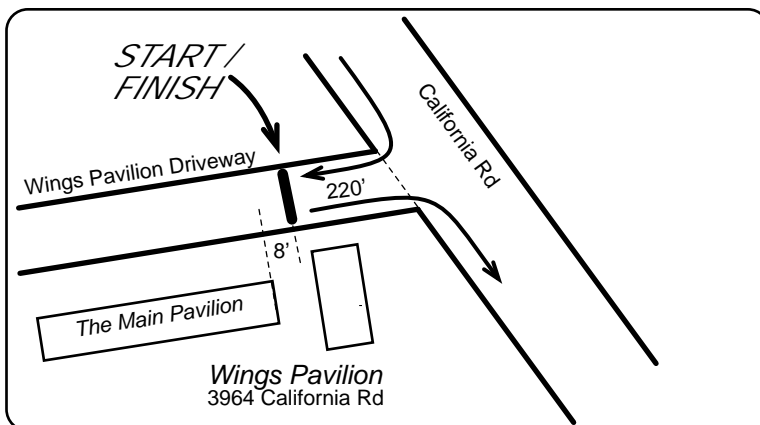 START /
FINISH
California Rd
Wings Pavilion Driveway
220'
8'
The Main Pavilion
Wings Pavilion
3964 California Rd